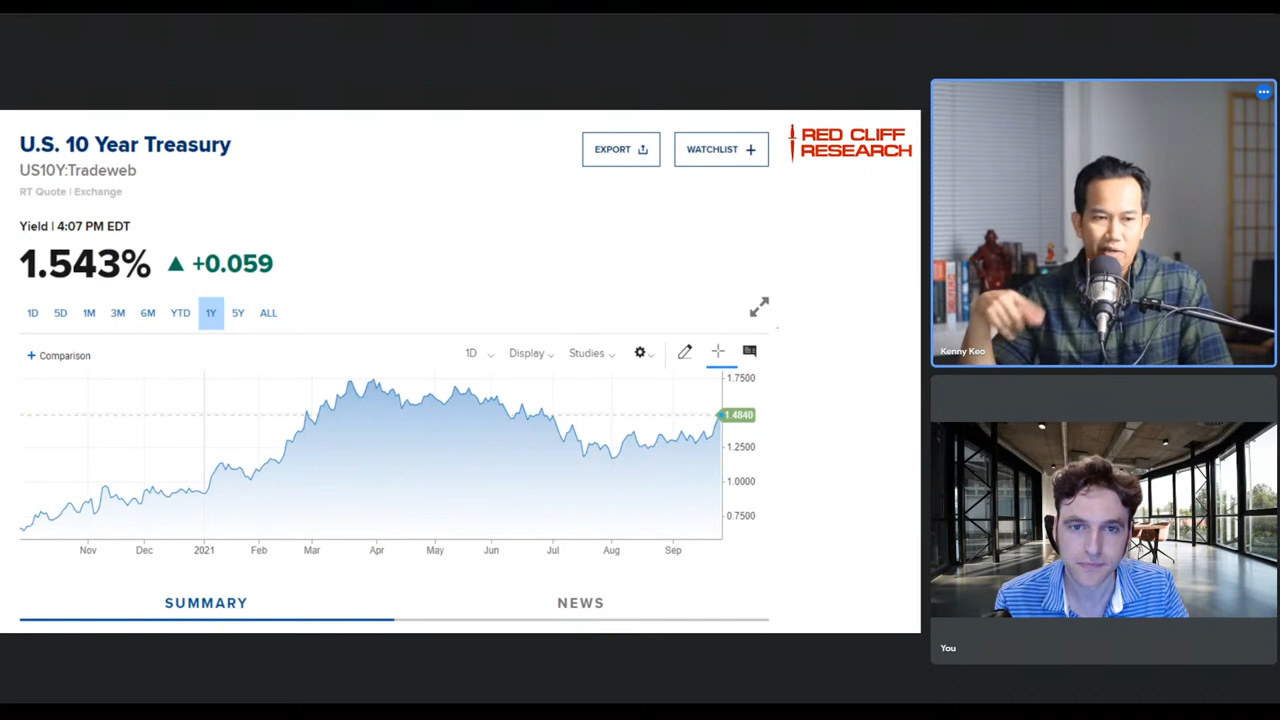 U.S. 10 Year Treasury
US10Y:Tradeweb
RT Quote | Exchange
EXPORT
WATCHLIST +
RED CLIFF
RESEARCH
Yield | 4:07 PM EDT
1.543% ▲ +0.059
1D 5D 1M 3M 6M YTD 1Y 5Y ALL
+ Comparison
1D Display Studies
1.7500
1.4840
1.2500
1.0000
0.7500
Nov Dec 2021 Feb Mar Apr May Jun Jul Aug Sep
SUMMARY NEWS
Kenny Keo
You